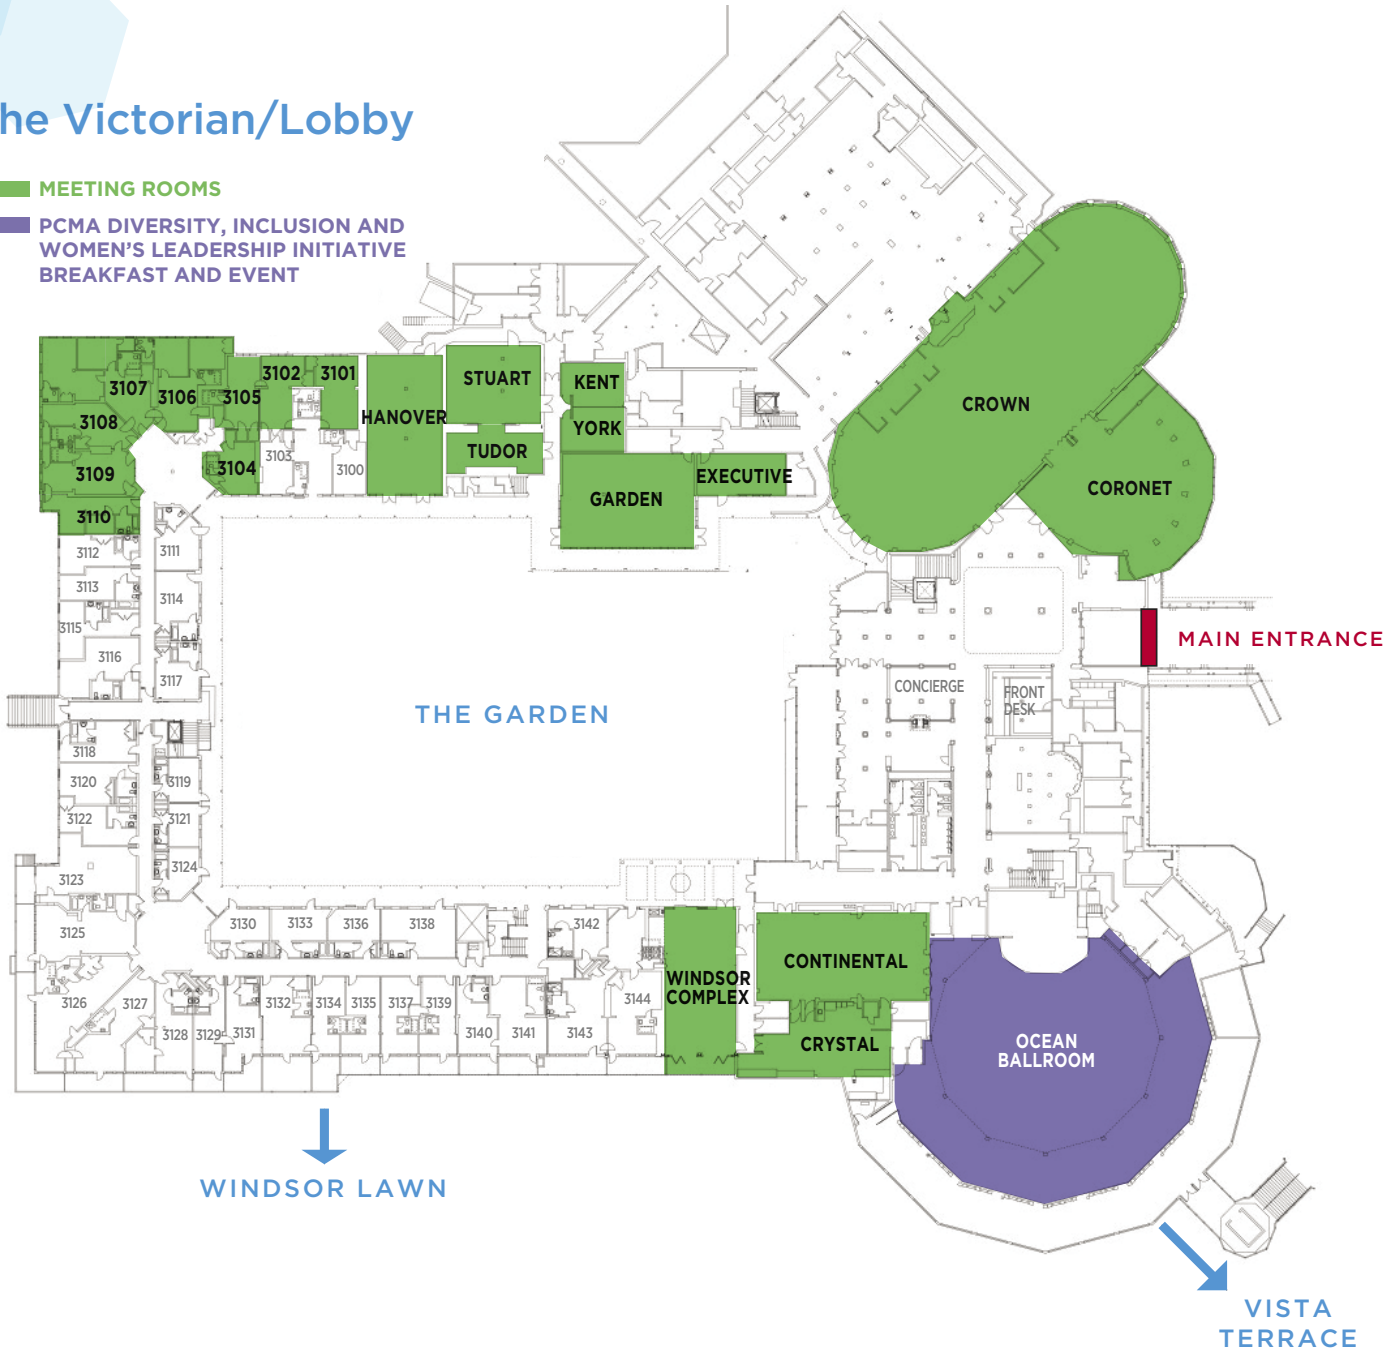 he Victorian/Lobby
MEETING ROOMS
PCMA DIVERSITY, INCLUSION AND
WOMEN'S LEADERSHIP INITIATIVE
BREAKFAST AND EVENT
3107
3106
3105
3102
3101
3108
3109
3110
3104
3103
3100
HANOVER
STUART
TUDOR
KENT
YORK
GARDEN
EXECUTIVE
CROWN
CORONET
3112
3111
3113
3114
3115
3116
3117
MAIN ENTRANCE
CONCIERGE
FRONT
DESK
THE GARDEN
3118
3120
3119
3122
3121
3123
3124
3125
3130
3133
3136
3138
3142
3126
3127
3128
3129
3131
3132
3134
3135
3137
3139
3140
3141
3143
3144
WINDSOR
COMPLEX
CONTINENTAL
CRYSTAL
OCEAN
BALLROOM
WINDSOR LAWN
VISTA
TERRACE